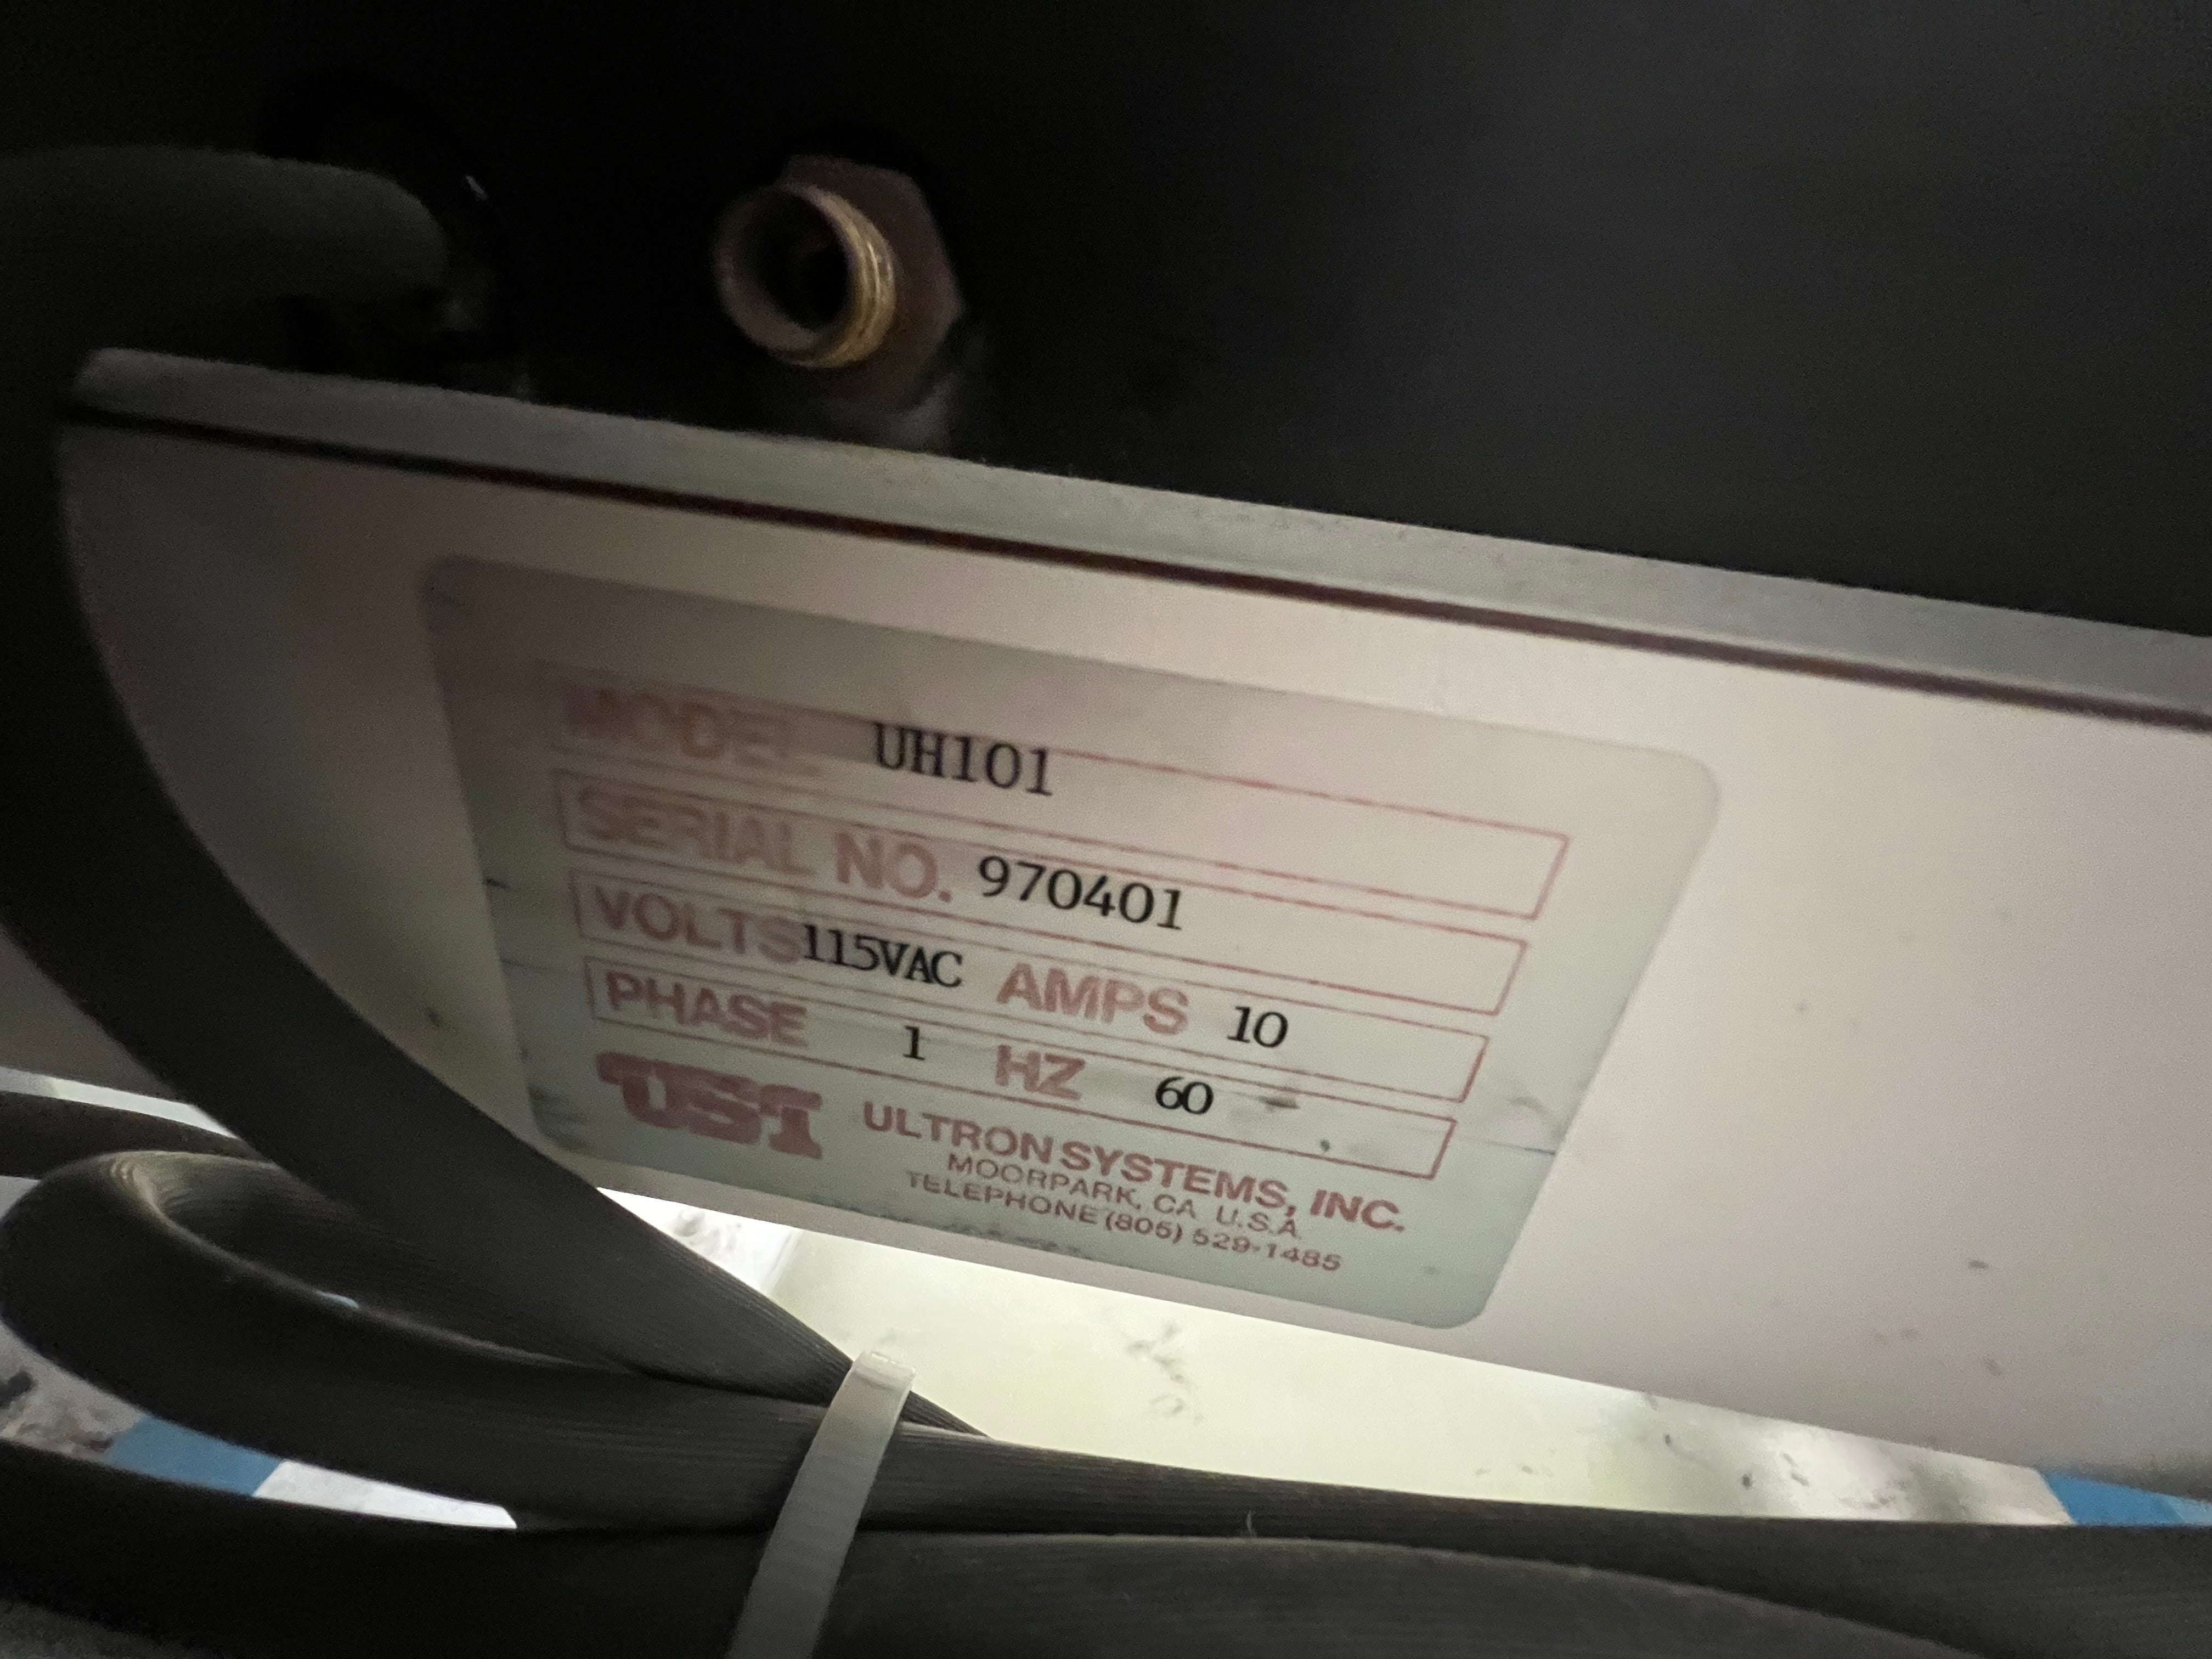 MODEL UH101
SERIAL NO. 970401
VOLTS 115VAC AMPS 10
PHASE 1 HZ 60
USI ULTRON SYSTEMS, INC.
MOORPARK, CA U.S.A
TELEPHONE (805) 529-1485